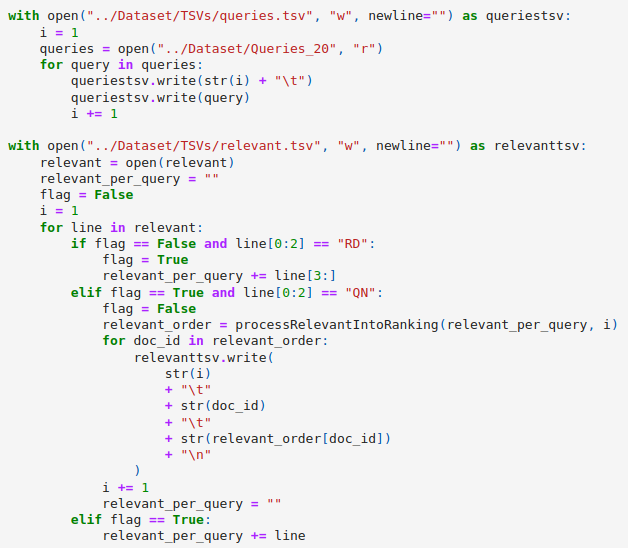 with open("../Dataset/TSVs/queries.tsv", "w", newline="") as queriestsv:
    i = 1
    queries = open("../Dataset/Queries_20", "r")
    for query in queries:
        queriestsv.write(str(i) + "\t")
        queriestsv.write(query)
        i += 1

with open("../Dataset/TSVs/relevant.tsv", "w", newline="") as relevanttsv:
    relevant = open(relevant)
    relevant_per_query = ""
    flag = False
    i = 1
    for line in relevant:
        if flag == False and line[0:2] == "RD":
            flag = True
            relevant_per_query += line[3:]
        elif flag == True and line[0:2] == "QN":
            flag = False
            relevant_order = processRelevantIntoRanking(relevant_per_query, i)
            for doc_id in relevant_order:
                relevanttsv.write(
                    str(i)
                    + "\t"
                    + str(doc_id)
                    + "\t"
                    + str(relevant_order[doc_id])
                    + "\n"
                )
            i += 1
            relevant_per_query = ""
        elif flag == True:
            relevant_per_query += line